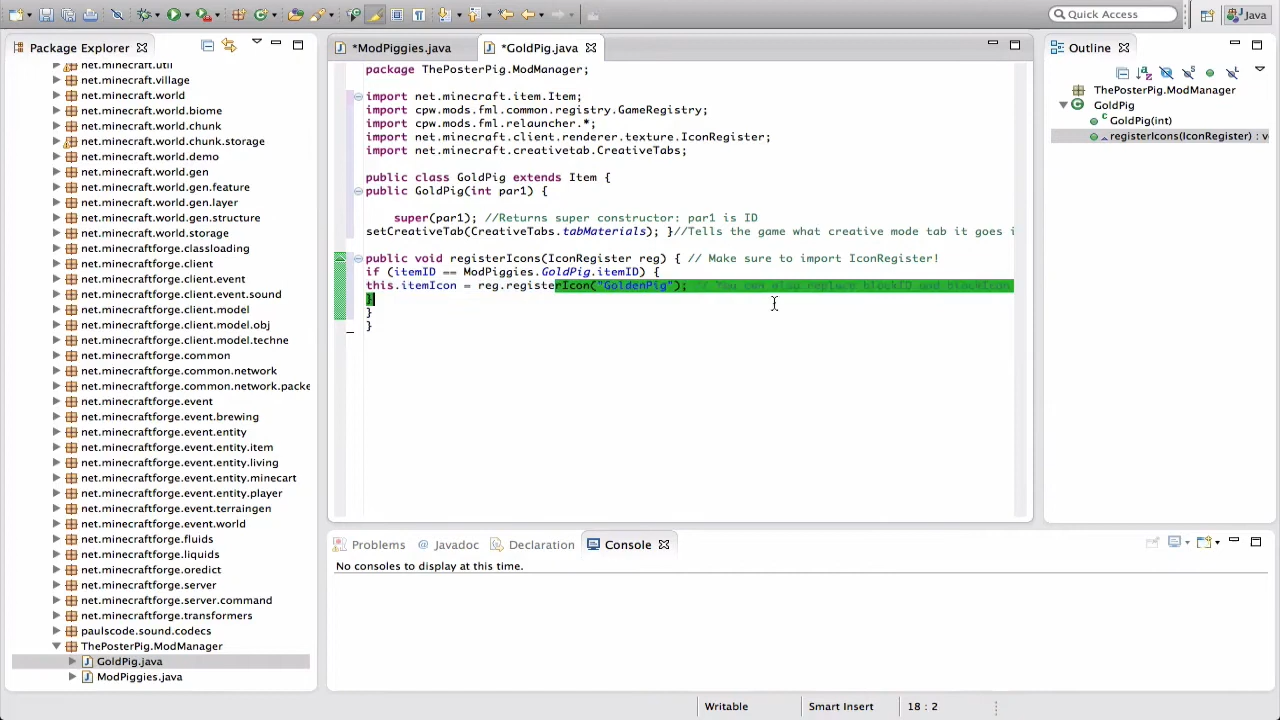 Quick Access
Java
Package Explorer
net.minecraft.util
net.minecraft.village
net.minecraft.world
net.minecraft.world.biome
net.minecraft.world.chunk
net.minecraft.world.chunk.storage
net.minecraft.world.demo
net.minecraft.world.gen
net.minecraft.world.gen.feature
net.minecraft.world.gen.layer
net.minecraft.world.gen.structure
net.minecraft.world.storage
net.minecraftforge.classloading
net.minecraftforge.client
net.minecraftforge.client.event
net.minecraftforge.client.event.sound
net.minecraftforge.client.model
net.minecraftforge.client.model.obj
net.minecraftforge.client.model.techne
net.minecraftforge.common
net.minecraftforge.common.network
net.minecraftforge.common.network.packe
net.minecraftforge.event
net.minecraftforge.event.brewing
net.minecraftforge.event.entity
net.minecraftforge.event.entity.item
net.minecraftforge.event.entity.living
net.minecraftforge.event.entity.minecart
net.minecraftforge.event.entity.player
net.minecraftforge.event.terraingen
net.minecraftforge.event.world
net.minecraftforge.fluids
net.minecraftforge.liquids
net.minecraftforge.oredict
net.minecraftforge.server
net.minecraftforge.server.command
net.minecraftforge.transformers
paulscode.sound.codecs
ThePosterPig.ModManager
GoldPig.java
ModPiggies.java
*ModPiggies.java
*GoldPig.java
package ThePosterPig.ModManager;
import net.minecraft.item.Item;
import cpw.mods.fml.common.registry.GameRegistry;
import cpw.mods.fml.relauncher.*;
import net.minecraft.client.renderer.texture.IconRegister;
import net.minecraft.creativetab.CreativeTabs;
public class GoldPig extends Item {
public GoldPig(int par1) {
super(par1); //Returns super constructor: par1 is ID
setCreativeTab(CreativeTabs.tabMaterials); }//Tells the game what creative mode tab it goes i
public void registerIcons(IconRegister reg) { // Make sure to import IconRegister!
if (itemID == ModPiggies.GoldPig.itemID) {
this.itemIcon = reg.registerIcon("GoldenPig"); // You can also replace blockID and blockIcon
}
}
}
Outline
ThePosterPig.ModManager
GoldPig
GoldPig(int)
registerIcons(IconRegister) : v
Problems
@ Javadoc
Declaration
Console
No consoles to display at this time.
Writable
Smart Insert
18 : 2